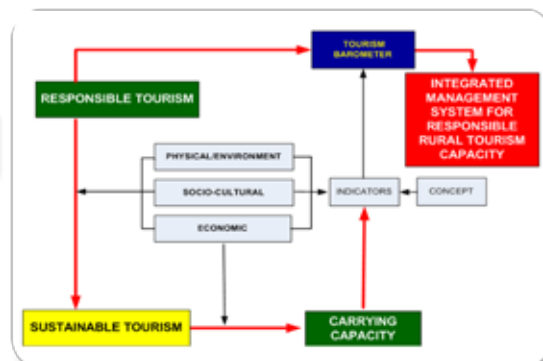 TOURISM
BAROMETER
RESPONSIBLE TOURISM
INTEGRATED
MANAGEMENT
SYSTEM FOR
RESPONSIBLE
RURAL TOURISM
CAPACITY
PHYSICAL/ENVIRONMENT
SOCIO-CULTURAL
INDICATORS
CONCEPT
ECONOMIC
SUSTAINABLE TOURISM
CARRYING
CAPACITY